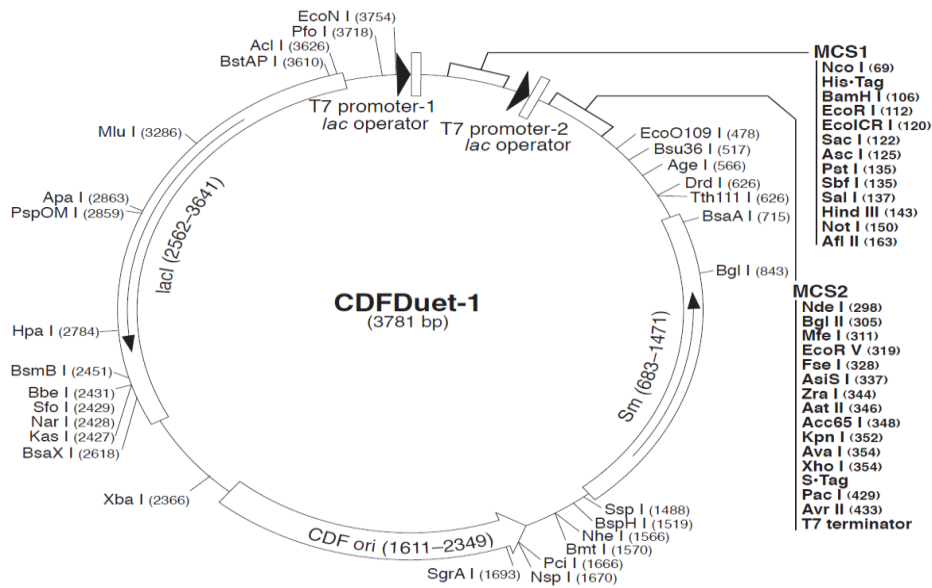 EcoN I (3754)
Pfo I (3718)
Acl I (3626)
BstAP I (3610)
Mlu I (3286)
Apa I (2863)
PspOM I (2859)
Hpa I (2784)
BsmB I (2451)
Bbe I (2431)
Sfo I (2429)
Nar I (2428)
Kas I (2427)
BsaX I (2618)
Xba I (2366)
SgrA I (1693)
T7 promoter-1
lac operator
T7 promoter-2
lac operator
lacI (2562–3641)
CDFDuet-1
(3781 bp)
Sm (683–1471)
CDF ori (1611–2349)
EcoO109 I (478)
Bsu36 I (517)
Age I (566)
Drd I (626)
Tth111 I (626)
BsaA I (715)
Bgl I (843)
Ssp I (1488)
BspH I (1519)
Nhe I (1566)
Bmt I (1570)
Pci I (1666)
Nsp I (1670)
MCS1
Nco I (69)
His•Tag
BamH I (106)
EcoR I (112)
EcoICR I (120)
Sac I (122)
Asc I (125)
Pst I (135)
Sbf I (135)
Sal I (137)
Hind III (143)
Not I (150)
Afl II (163)
MCS2
Nde I (298)
Bgl II (305)
Mfe I (311)
EcoR V (319)
Fse I (328)
AsiS I (337)
Zra I (344)
Aat II (346)
Acc65 I (348)
Kpn I (352)
Ava I (354)
Xho I (354)
S•Tag
Pac I (429)
Avr II (433)
T7 terminator